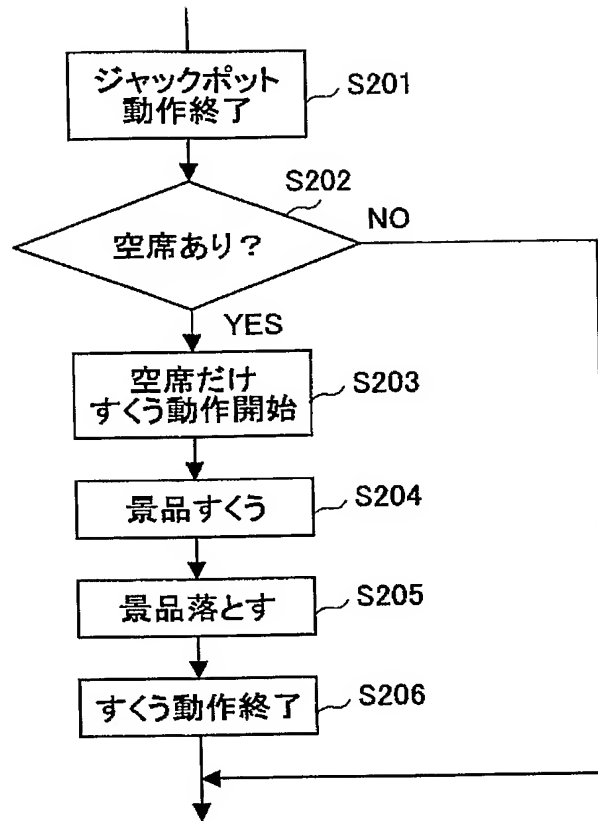 ジャックポット
動作終了
S201
S202
空席あり？
NO
YES
空席だけ
すくう動作開始
S203
景品すくう
S204
景品落とす
S205
すくう動作終了
S206